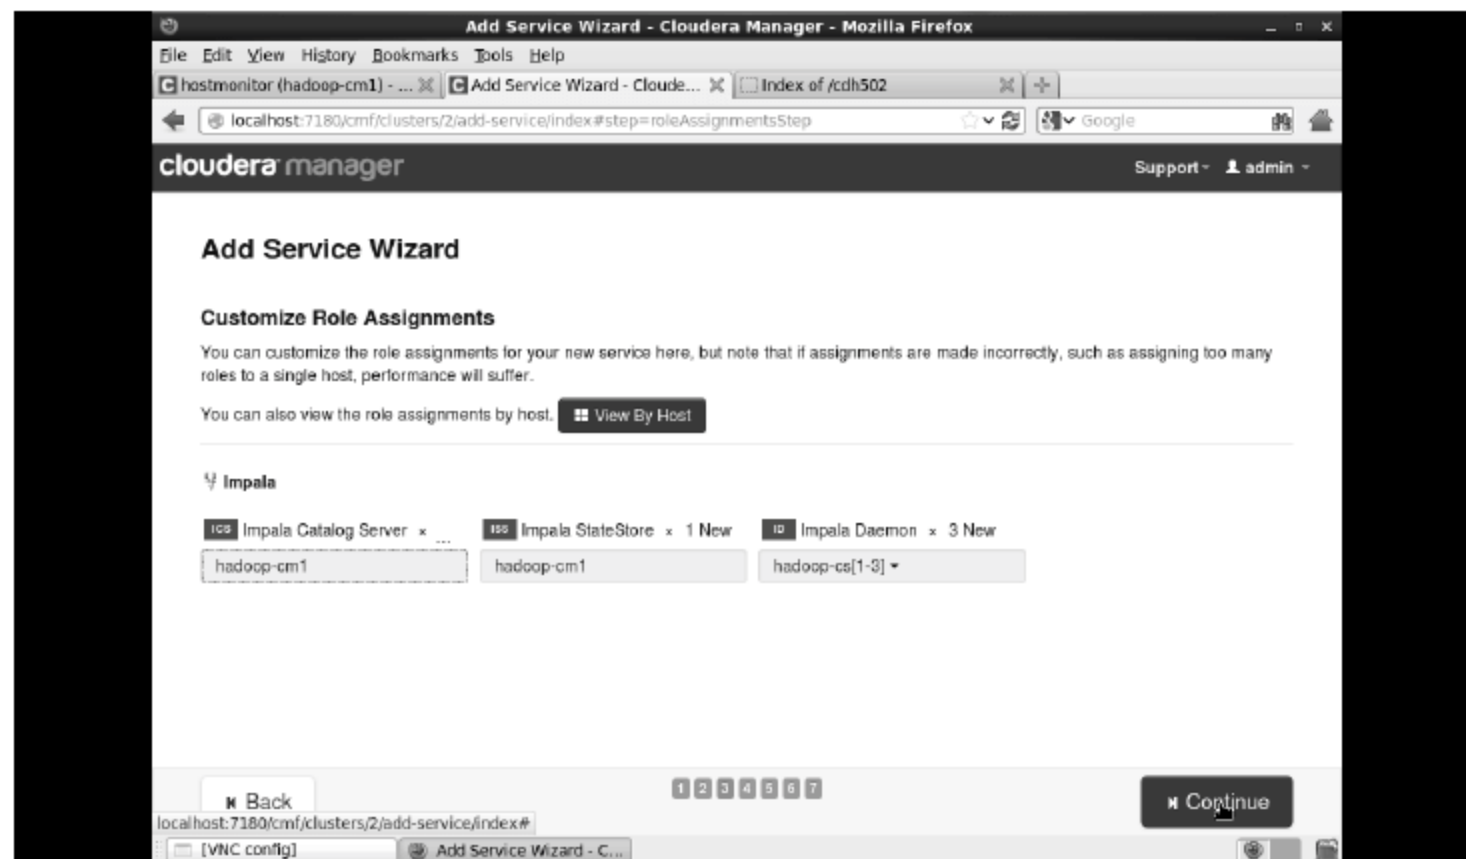 Add Service Wizard - Cloudera Manager - Mozilla Firefox
File Edit View History Bookmarks Tools Help
hostmonitor (hadoop-cm1) - ... Add Service Wizard - Cloude... Index of /cdh502
localhost:7180/cmf/clusters/2/add-service/index#step=roleAssignmentsStep Google
cloudera manager Support admin
Add Service Wizard
Customize Role Assignments
You can customize the role assignments for your new service here, but note that if assignments are made incorrectly, such as assigning too many
roles to a single host, performance will suffer.
You can also view the role assignments by host. View By Host
Impala
ICS Impala Catalog Server × ... ISS Impala StateStore × 1 New ID Impala Daemon × 3 New
hadoop-cm1 hadoop-cm1 hadoop-cs[1-3]
1 2 3 4 5 6 7
Back Continue
localhost:7180/cmf/clusters/2/add-service/index#
[VNC config] Add Service Wizard - C...